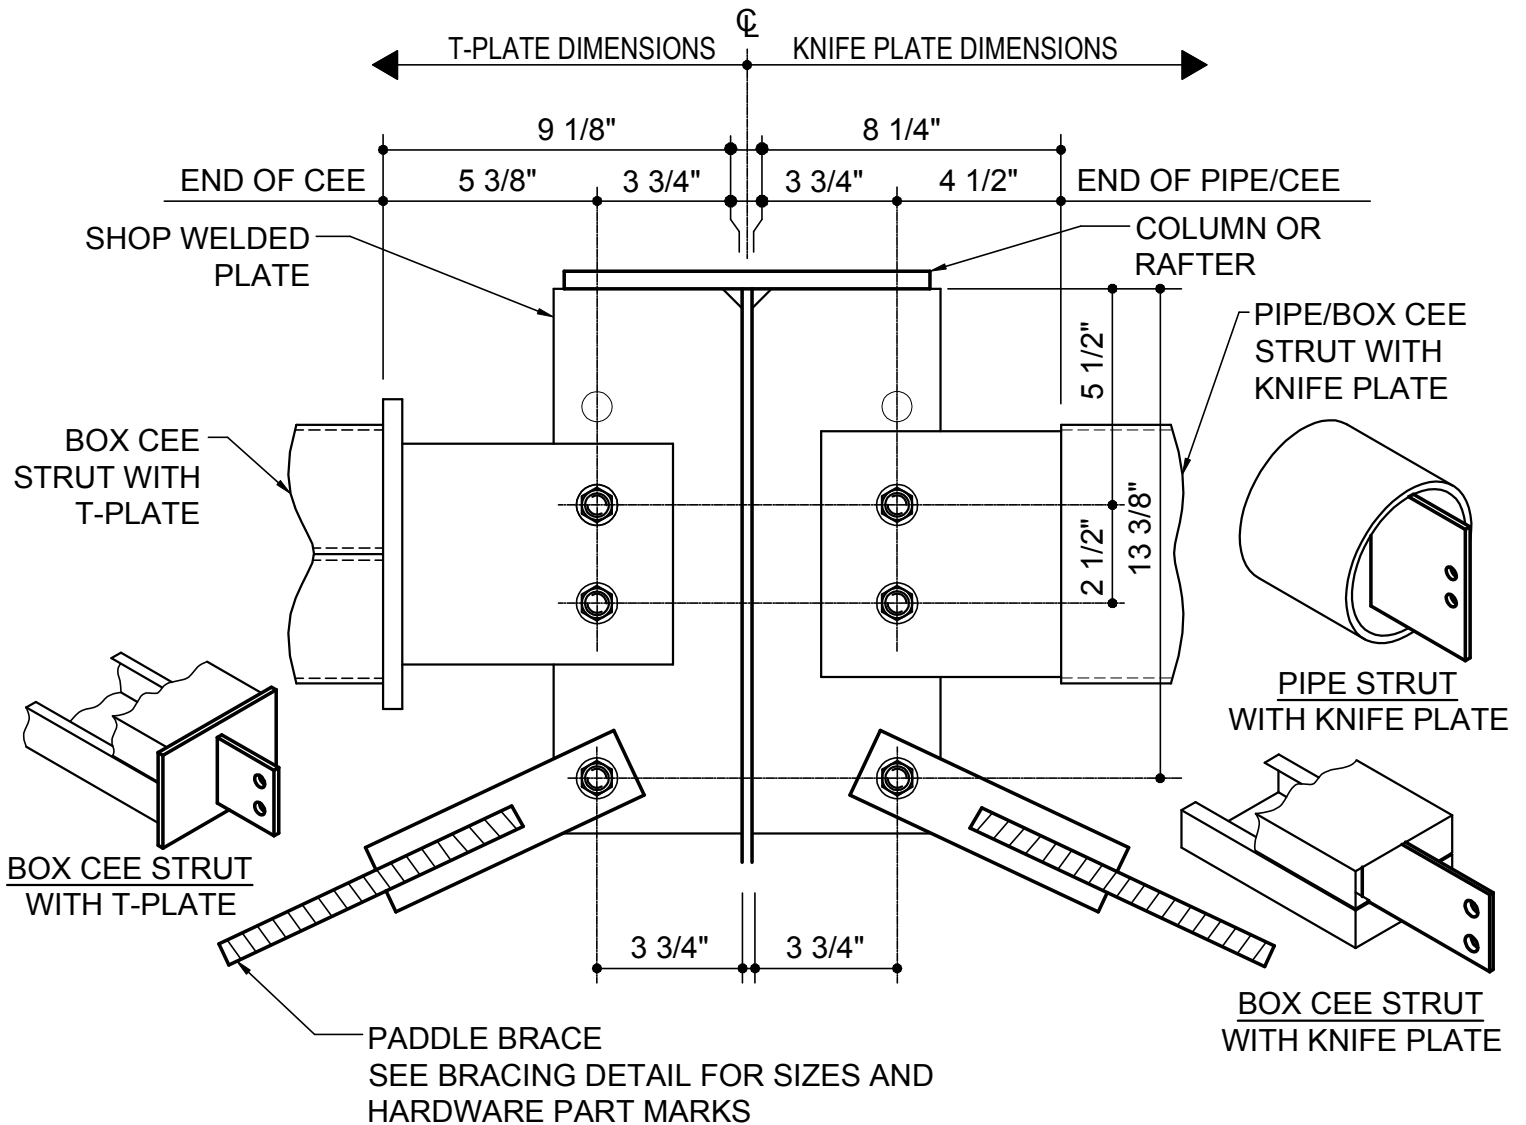 ℄
T-PLATE DIMENSIONS
KNIFE PLATE DIMENSIONS
9 1/8"
8 1/4"
END OF CEE
5 3/8"
3 3/4"
3 3/4"
4 1/2"
END OF PIPE/CEE
SHOP WELDED
PLATE
COLUMN OR
RAFTER
PIPE/BOX CEE
STRUT WITH
KNIFE PLATE
5 1/2"
BOX CEE
STRUT WITH
T-PLATE
2 1/2"
13 3/8"
PIPE STRUT
WITH KNIFE PLATE
BOX CEE STRUT
WITH T-PLATE
3 3/4"
3 3/4"
BOX CEE STRUT
WITH KNIFE PLATE
PADDLE BRACE
SEE BRACING DETAIL FOR SIZES AND
HARDWARE PART MARKS